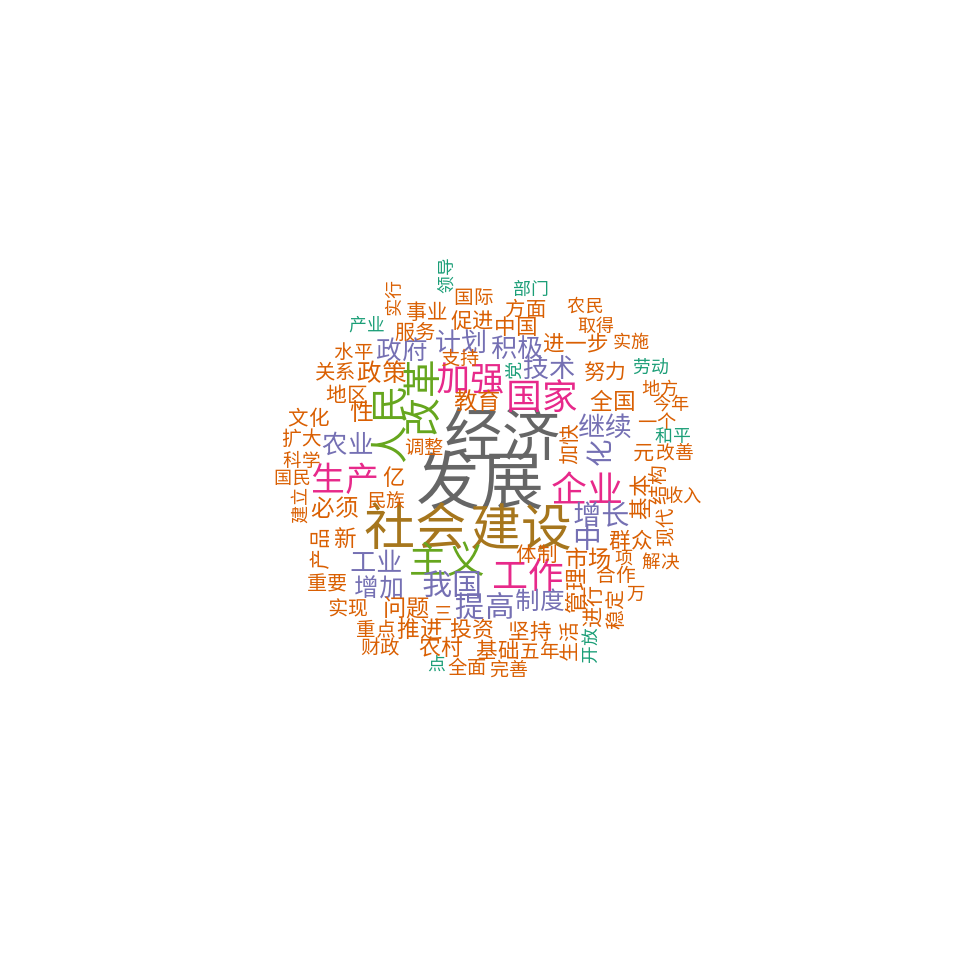 领导
部门
实行
国际
农民
事业
方面
产业
促进
中国
取得
服务
计划
积极
进一步
实施
水平
政府
支持
技术
劳动
关系
政策
改革
加强
努力
国家
地方
地区
人民
教育
全国
今年
文化
性
经济
继续
一个
和平
扩大
农业
调整
加快
化
元
改善
科学
国民
生产
亿
发展
企业
基本
结构
收入
建立
必须
民族
社会
建设
增长
现代
产品
新
主义
体制
中
群众
市场
项
解决
工业
重要
增加
我国
工作
管理
合作
万
实现
问题
三
提高
制度
进行
稳定
重点
推进
投资
坚持
生活
开放
财政
农村
基础
五年
点
全面
完善